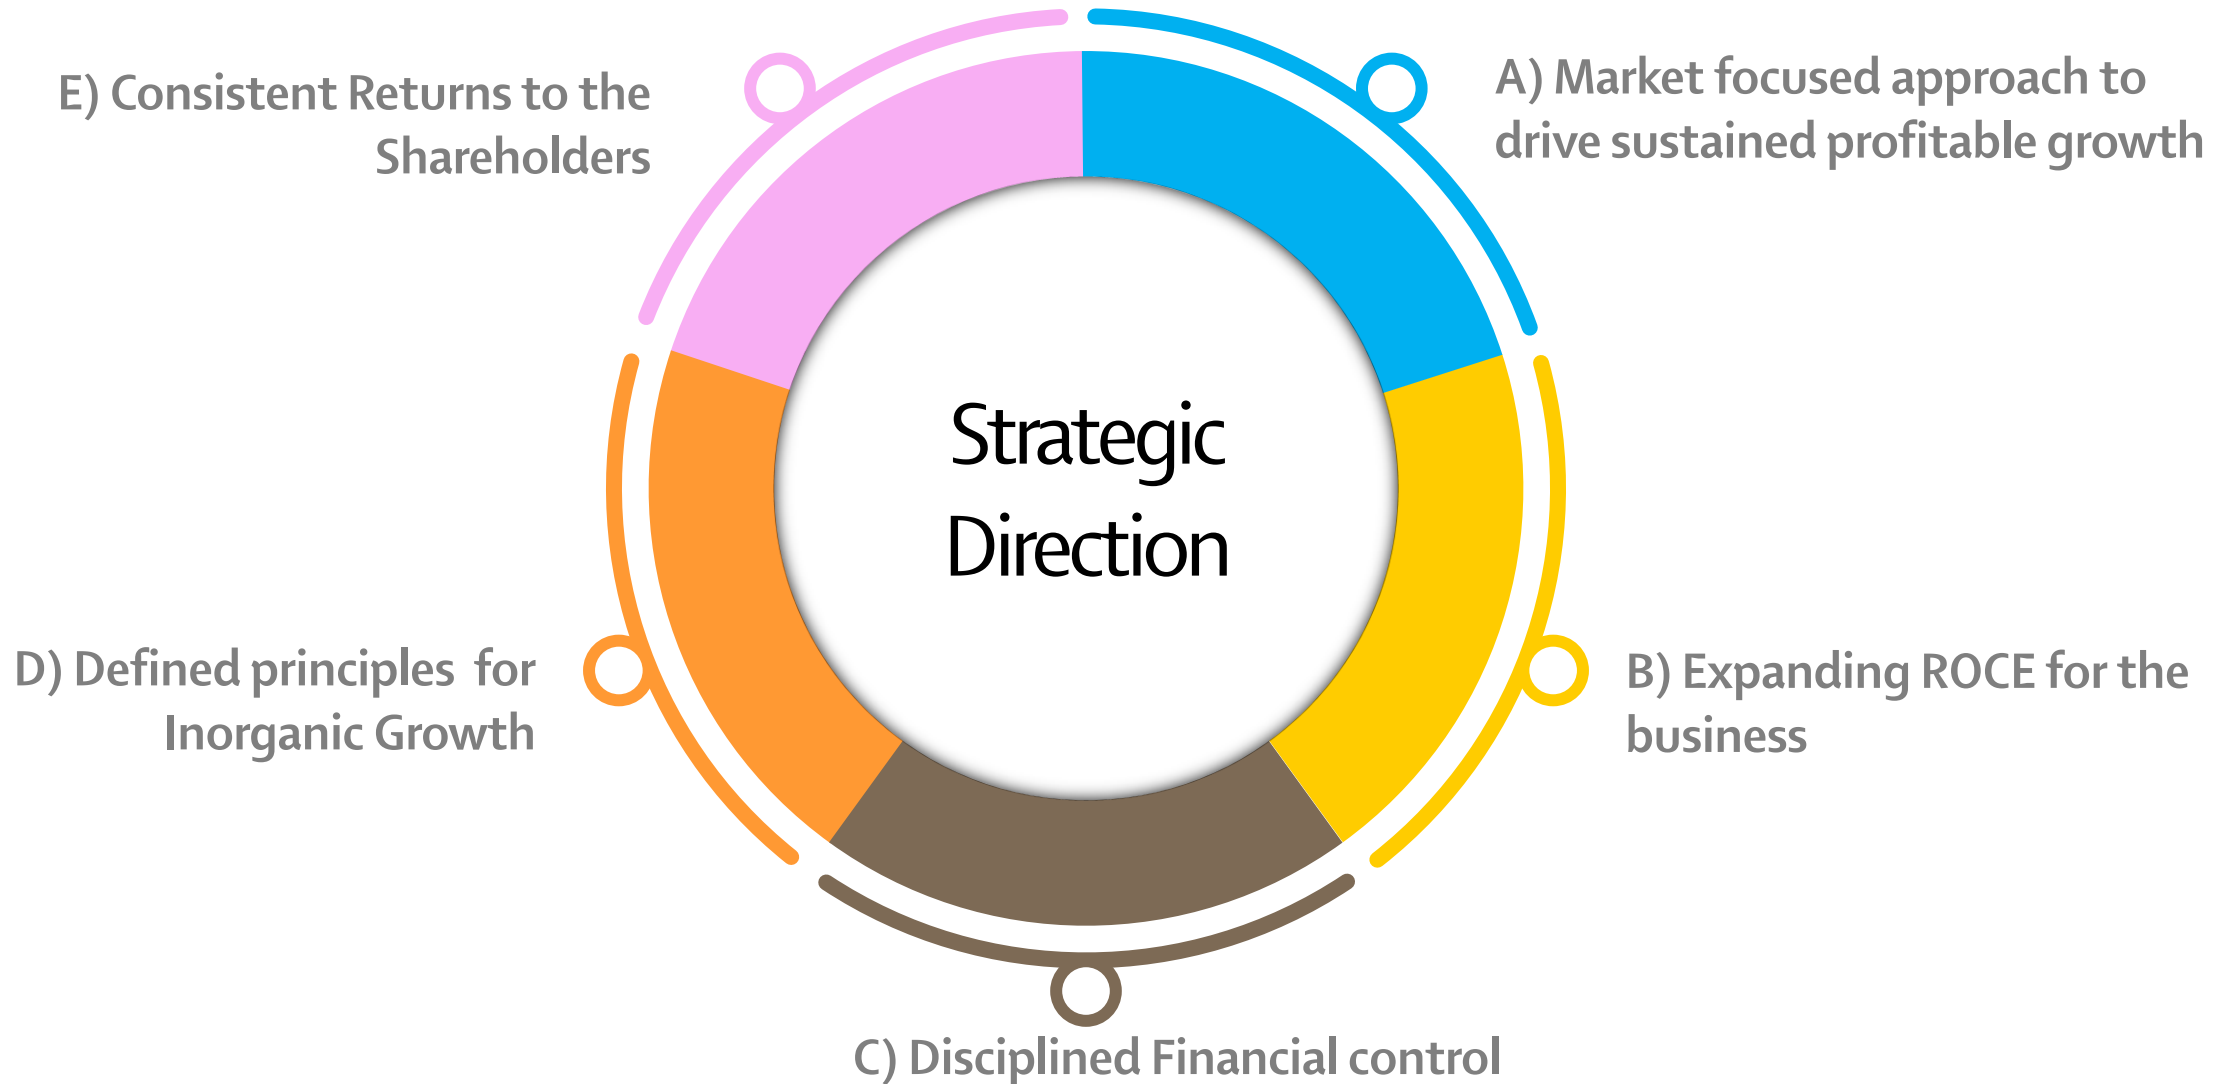 E) Consistent Returns to the
Shareholders
A) Market focused approach to
drive sustained profitable growth
Strategic
Direction
D) Defined principles  for
Inorganic Growth
B) Expanding ROCE for the
business
C) Disciplined Financial control